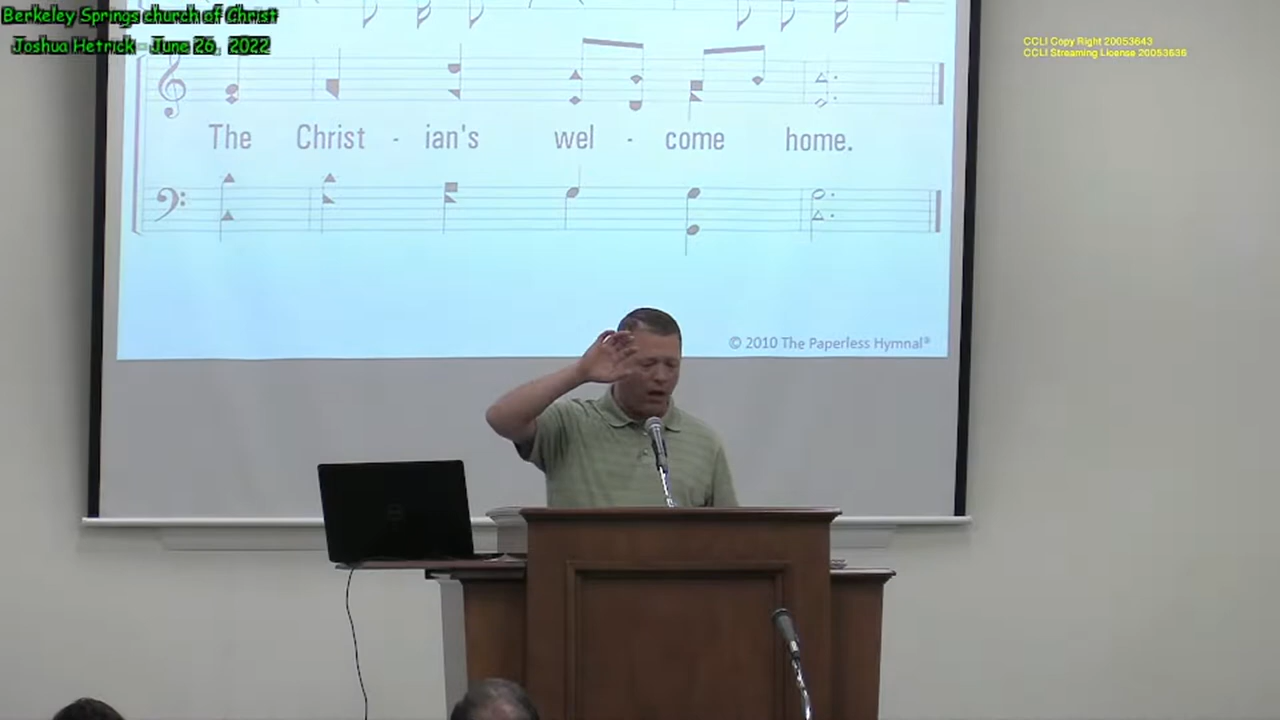 Berkeley Springs church of Christ
Joshua Hetrick - June 26, 2022
CCLI Copy Right 20053643
CCLI Streaming License 20053636
The Christ - ian's wel - come home.
© 2010 The Paperless Hymnal®